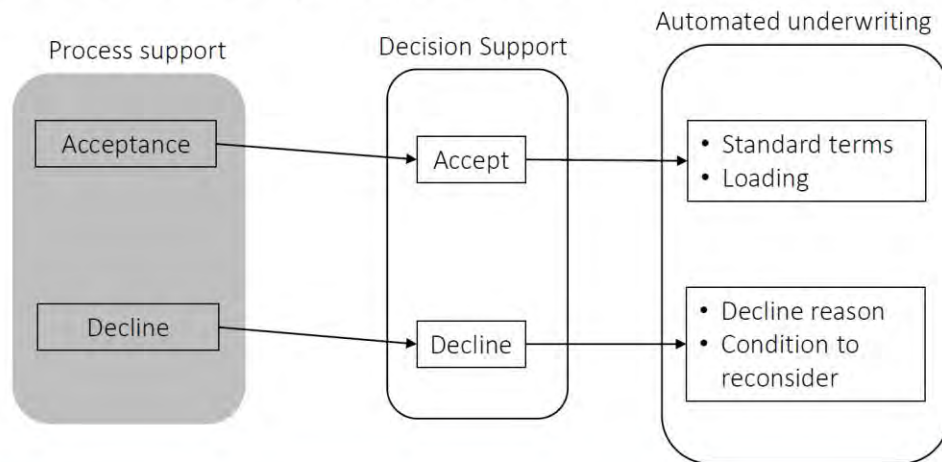 Process support
Decision Support
Automated underwriting
Acceptance
Accept
• Standard terms
• Loading
Decline
Decline
• Decline reason
• Condition to
reconsider